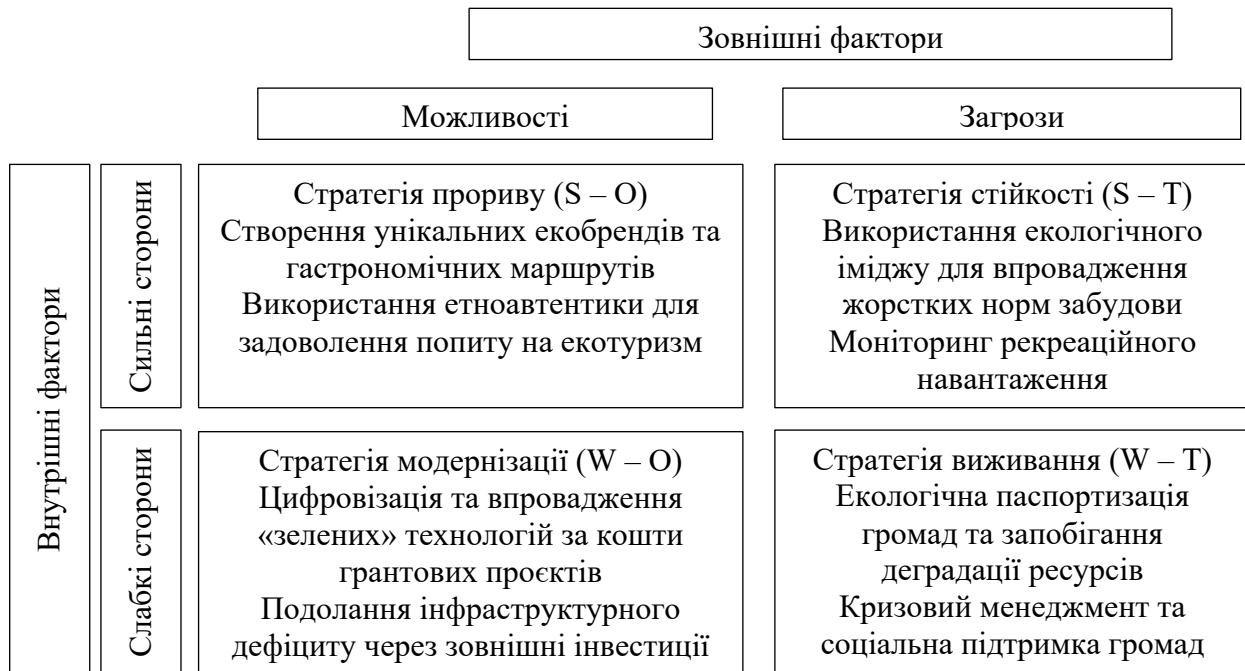 Зовнішні фактори
Можливості
Загрози
Внутрішні фактори
Сильні сторони
Стратегія прориву (S – O)
Створення унікальних екобрендів та
гастрономічних маршрутів
Використання етноавтентики для
задоволення попиту на екотуризм
Стратегія стійкості (S – T)
Використання екологічного
іміджу для впровадження
жорстких норм забудови
Моніторинг рекреаційного
навантаження
Слабкі сторони
Стратегія модернізації (W – O)
Цифровізація та впровадження
«зелених» технологій за кошти
грантових проєктів
Подолання інфраструктурного
дефіциту через зовнішні інвестиції
Стратегія виживання (W – T)
Екологічна паспортизація
громад та запобігання
деградації ресурсів
Кризовий менеджмент та
соціальна підтримка громад